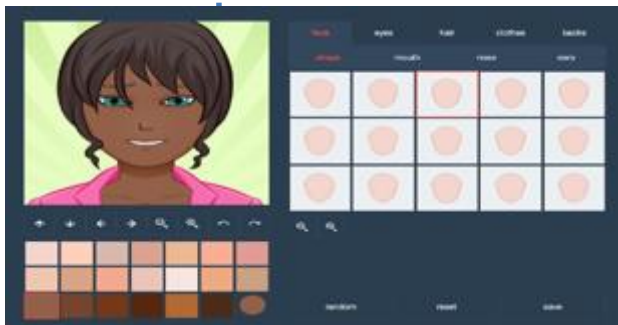 face eyes hair clothes backs
shape mouth nose ears
random reset save